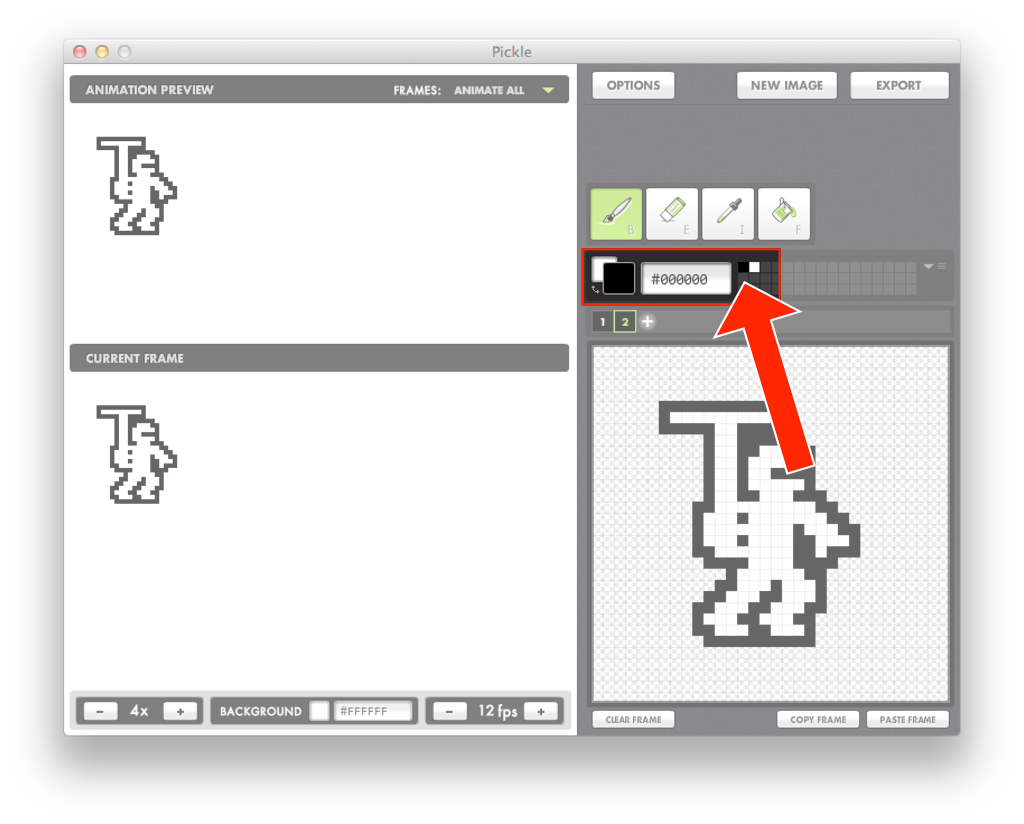 Pickle
ANIMATION PREVIEW
FRAMES: ANIMATE ALL
OPTIONS
NEW IMAGE
EXPORT
B
E
I
F
#000000
1
2
+
CURRENT FRAME
- 4x +
BACKGROUND #FFFFFF
- 12 fps +
CLEAR FRAME
COPY FRAME
PASTE FRAME